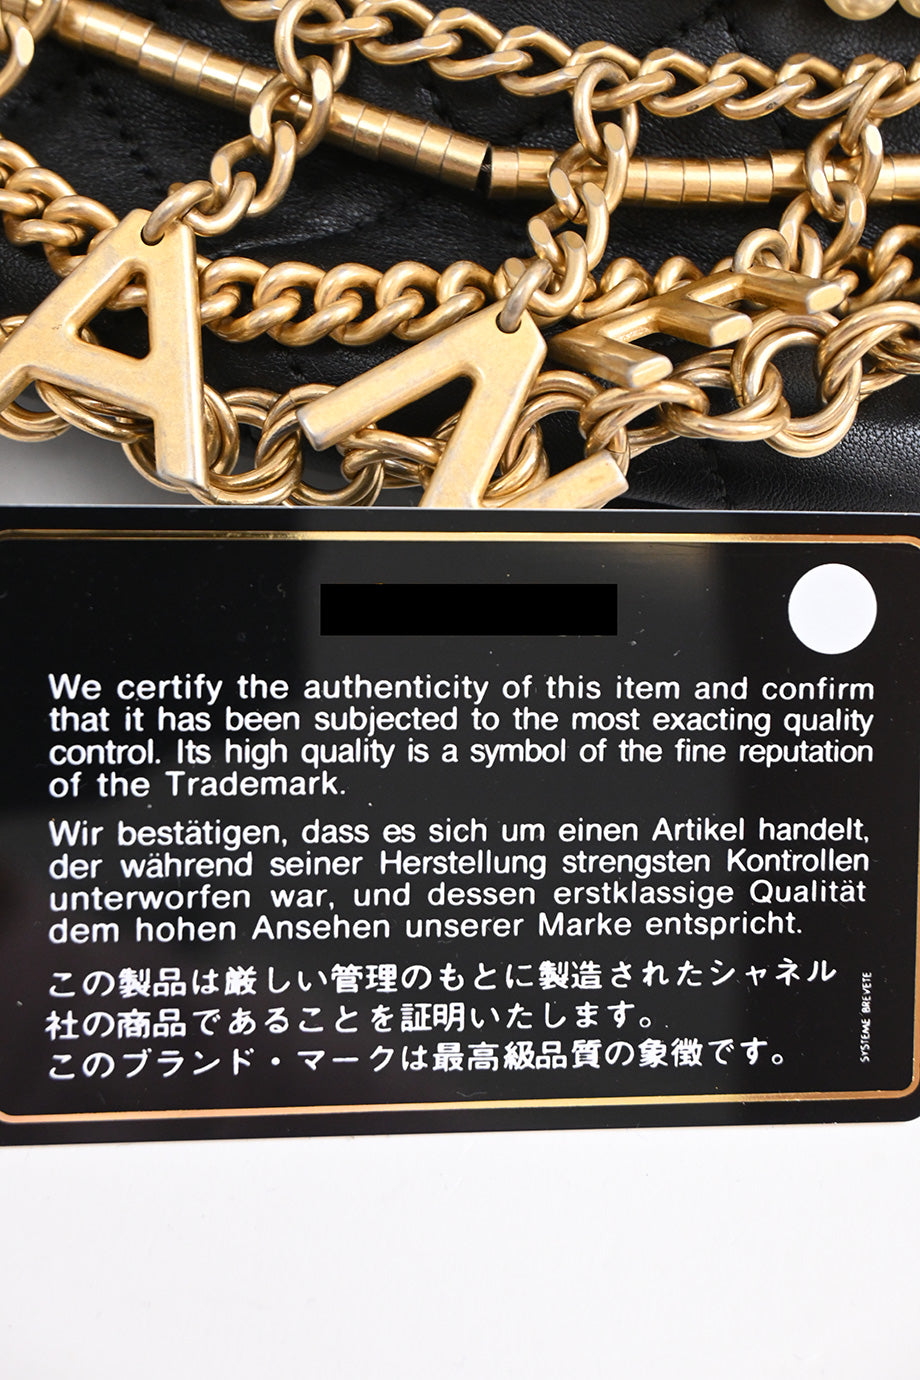 A N E
We certify the authenticity of this item and confirm
that it has been subjected to the most exacting quality
control. Its high quality is a symbol of the fine reputation
of the Trademark.
Wir bestätigen, dass es sich um einen Artikel handelt,
der während seiner Herstellung strengsten Kontrollen
unterworfen war, und dessen erstklassige Qualität
dem hohen Ansehen unserer Marke entspricht.
この製品は厳しい管理のもとに製造されたシャネル
社の商品であることを証明いたします。
このブランド・マークは最高級品質の象徴です。
SYSTEME BREVETE